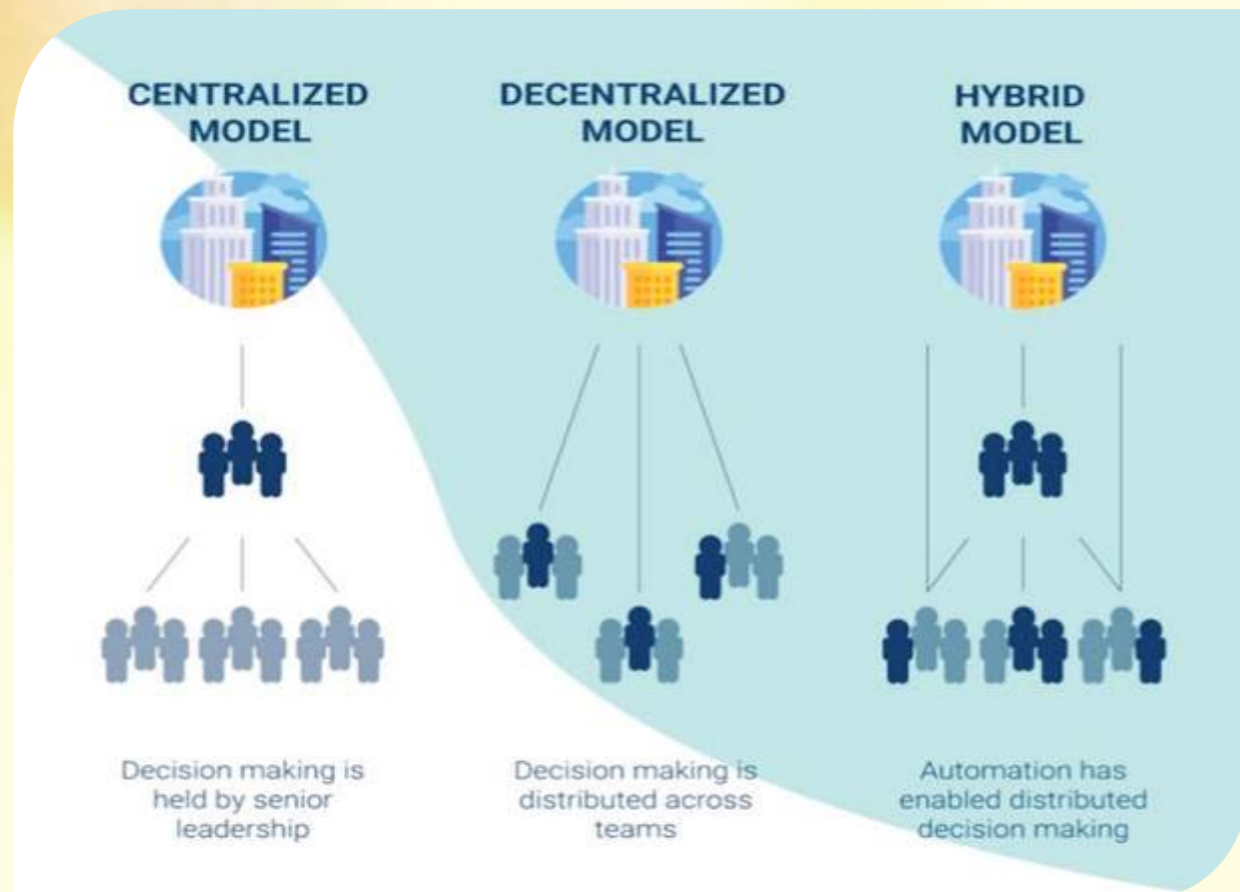 CENTRALIZED
MODEL
Decision making is
held by senior
leadership
DECENTRALIZED
MODEL
Decision making is
distributed across
teams
HYBRID
MODEL
Automation has
enabled distributed
decision making